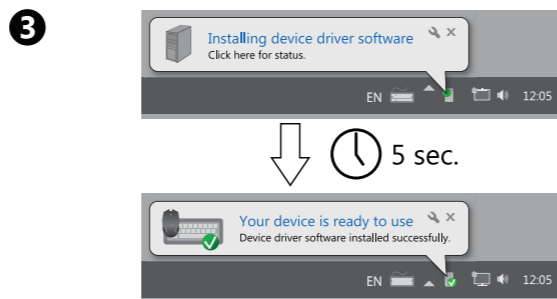 3
Installing device driver software
Click here for status.
EN 12:05
5 sec.
Your device is ready to use
Device driver software installed successfully.
EN 12:05